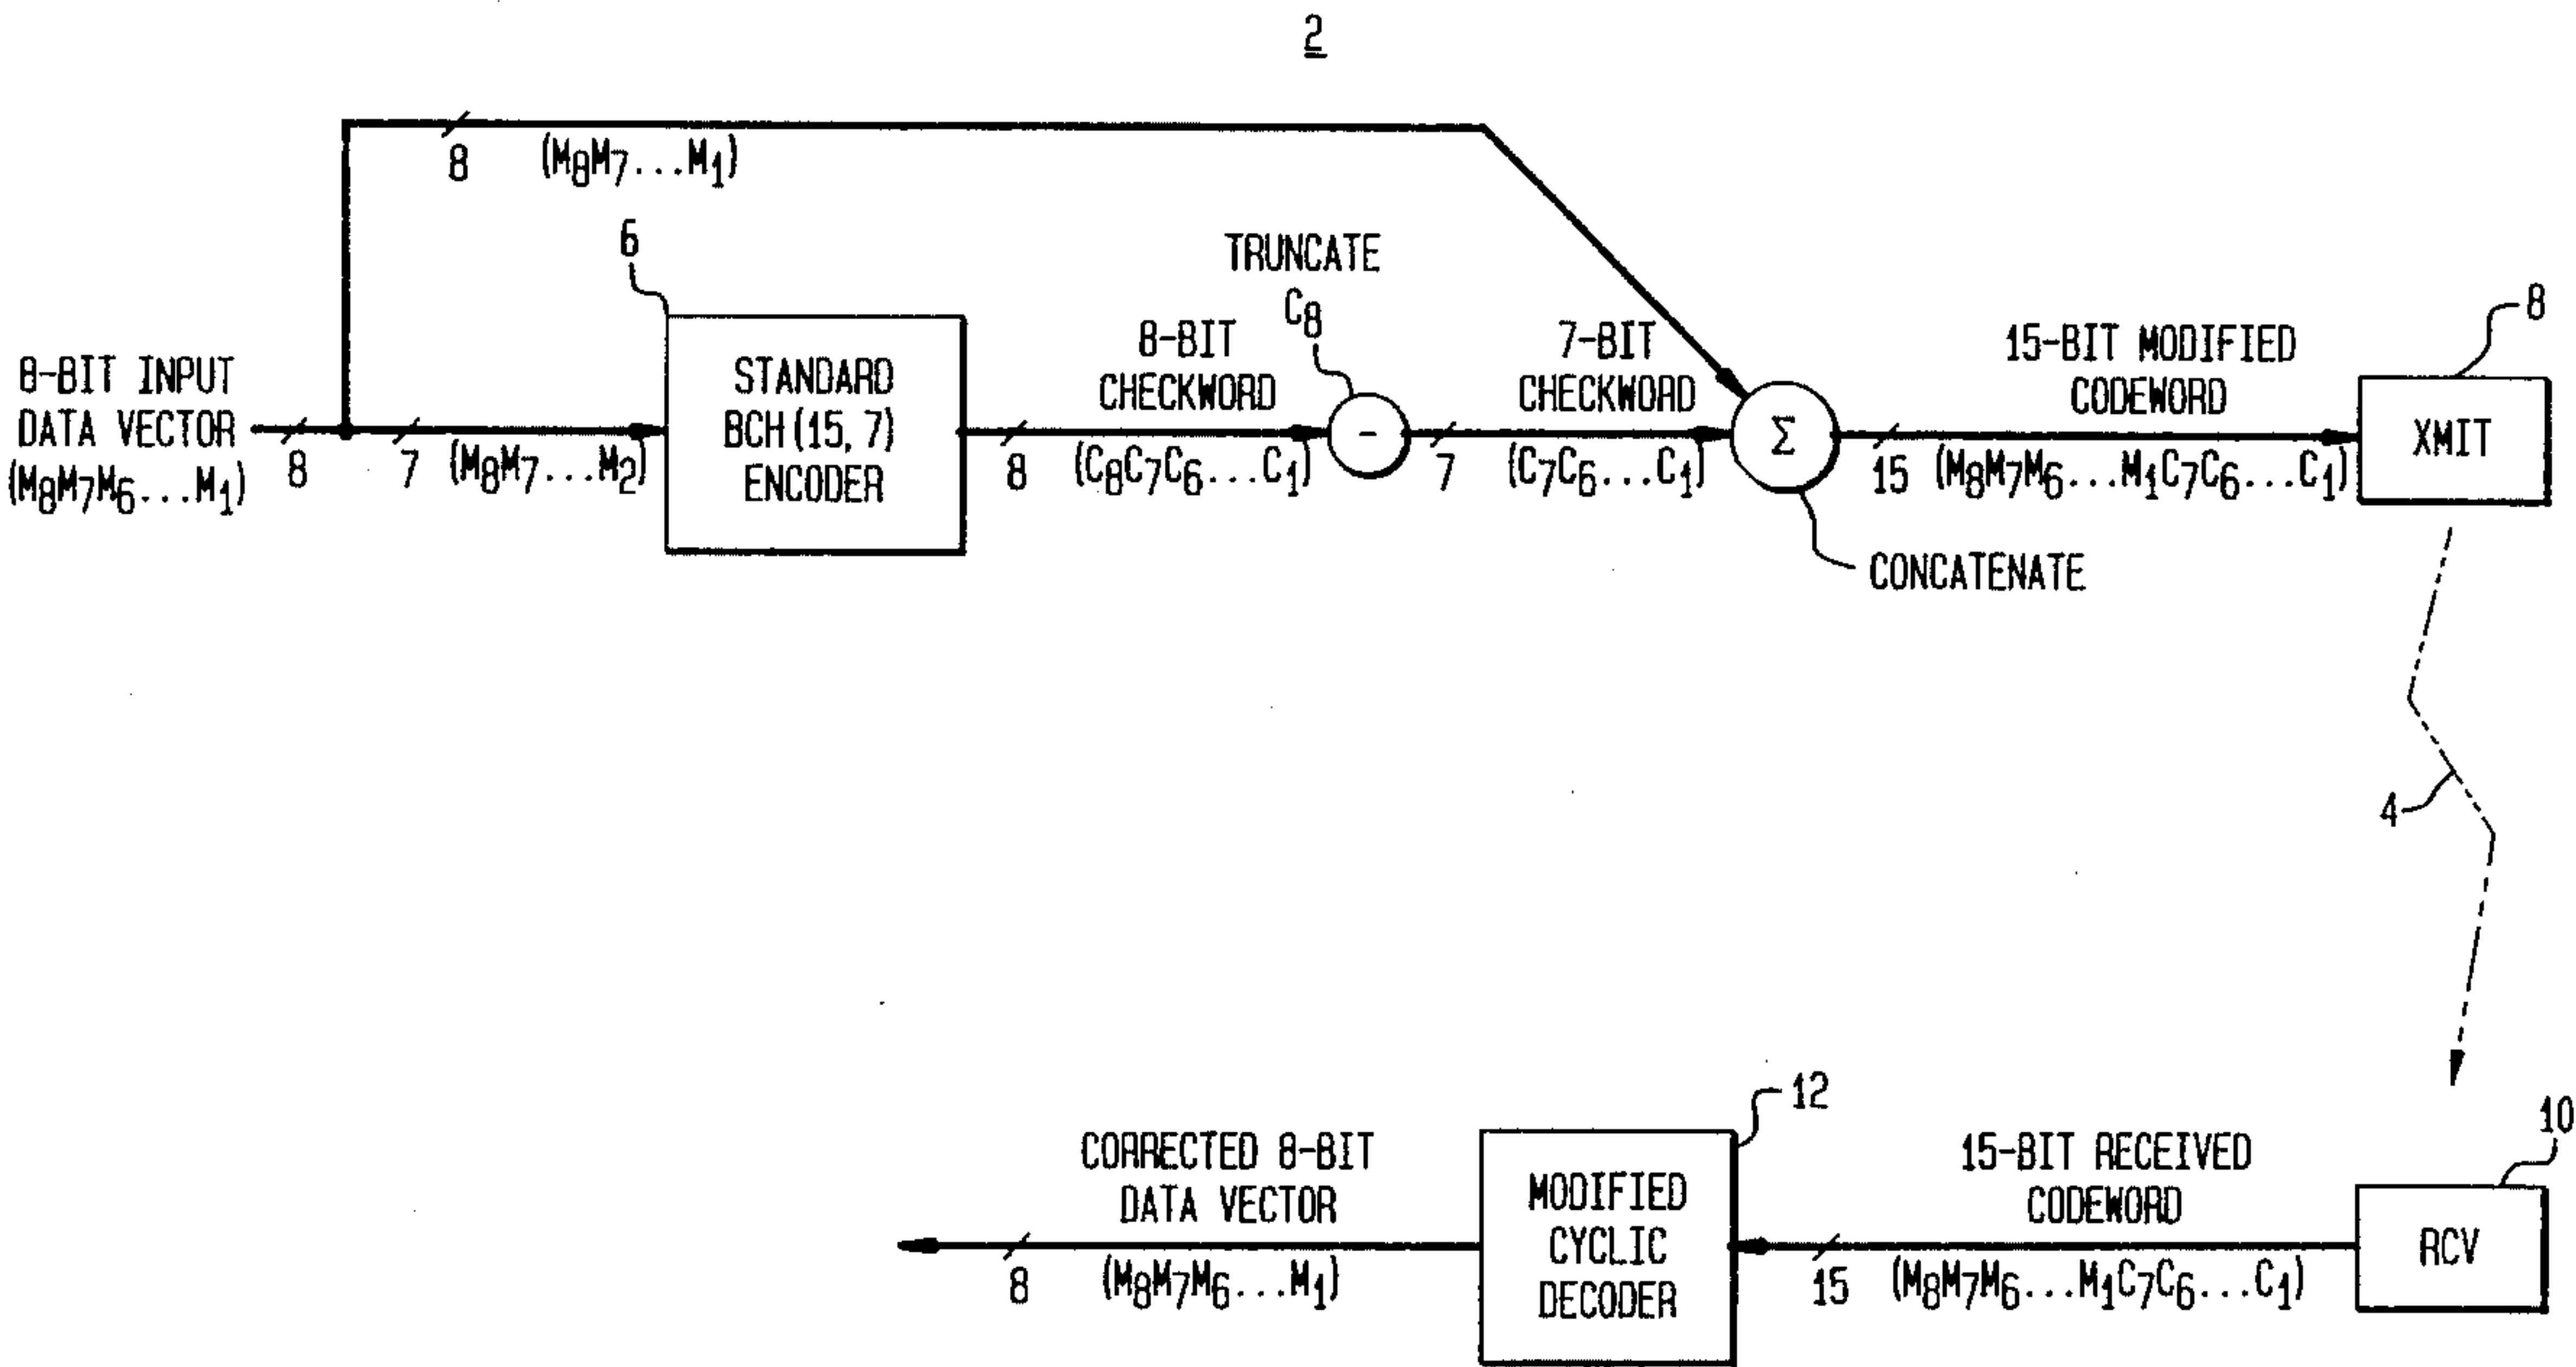 2
8 (M8M7...M1)
6
TRUNCATE
C8
8-BIT INPUT
DATA VECTOR
(M8M7M6...M1)
8
7
(M8M7...M2)
STANDARD
BCH(15, 7)
ENCODER
8-BIT
CHECKWORD
8
(C8C7C6...C1)
-
7-BIT
CHECKWORD
7
(C7C6...C1)
Σ
CONCATENATE
15-BIT MODIFIED
CODEWORD
15
(M8M7M6...M1C7C6...C1)
8
XMIT
4
CORRECTED 8-BIT
DATA VECTOR
8
(M8M7M6...M1)
12
MODIFIED
CYCLIC
DECODER
15-BIT RECEIVED
CODEWORD
15
(M8M7M6...M1C7C6...C1)
10
RCV